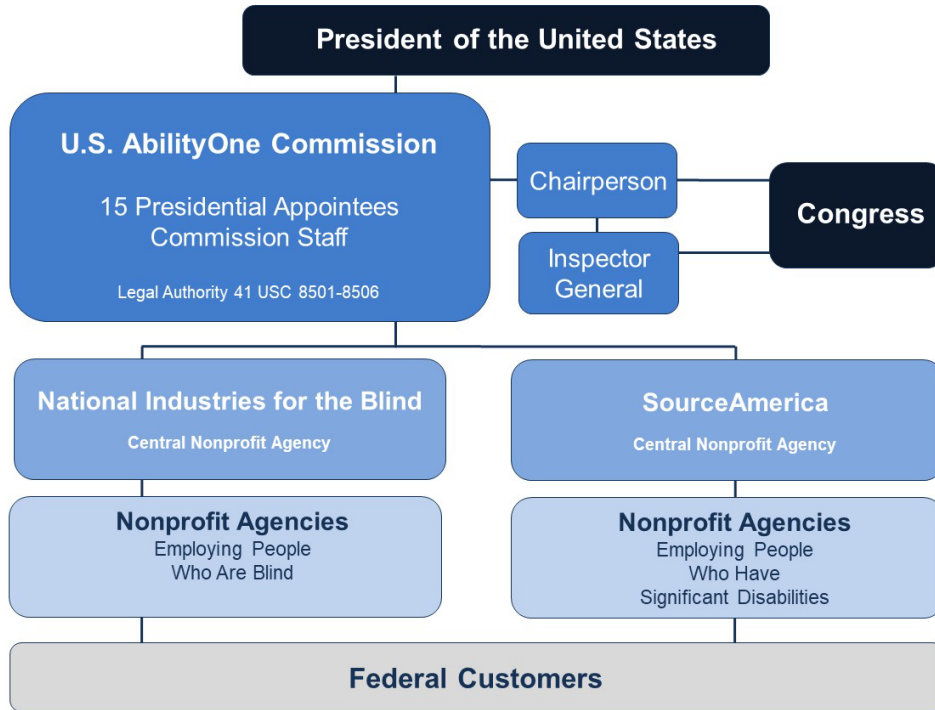 President of the United States
U.S. AbilityOne Commission
15 Presidential Appointees
Commission Staff
Legal Authority 41 USC 8501-8506
Chairperson
Inspector
General
Congress
National Industries for the Blind
Central Nonprofit Agency
SourceAmerica
Central Nonprofit Agency
Nonprofit Agencies
Employing People
Who Are Blind
Nonprofit Agencies
Employing People
Who Have
Significant Disabilities
Federal Customers